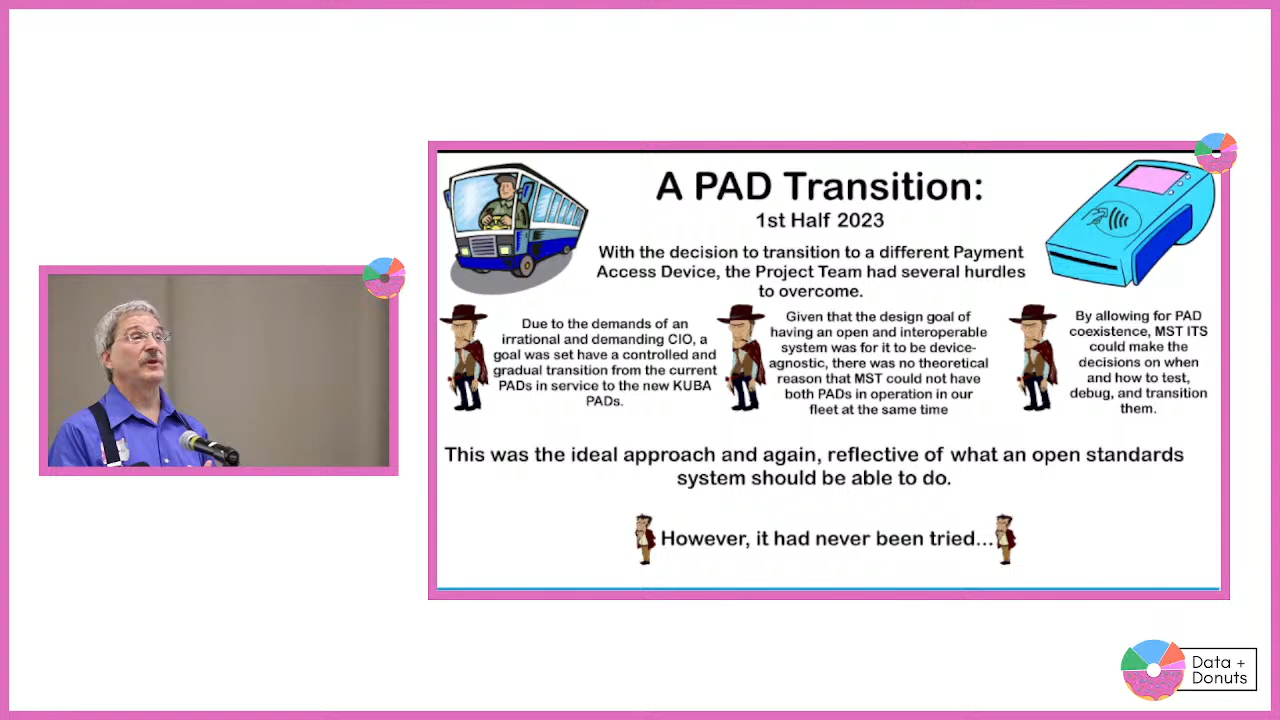 A PAD Transition:
1st Half 2023
With the decision to transition to a different Payment
Access Device, the Project Team had several hurdles
to overcome.
Due to the demands of an
irrational and demanding CIO, a
goal was set have a controlled and
gradual transition from the current
PADs in service to the new KUBA
PADs.
Given that the design goal of
having an open and interoperable
system was for it to be device-
agnostic, there was no theoretical
reason that MST could not have
both PADs in operation in our
fleet at the same time
By allowing for PAD
coexistence, MST ITS
could make the
decisions on when
and how to test,
debug, and transition
them.
This was the ideal approach and again, reflective of what an open standards
system should be able to do.
However, it had never been tried...
Data +
Donuts